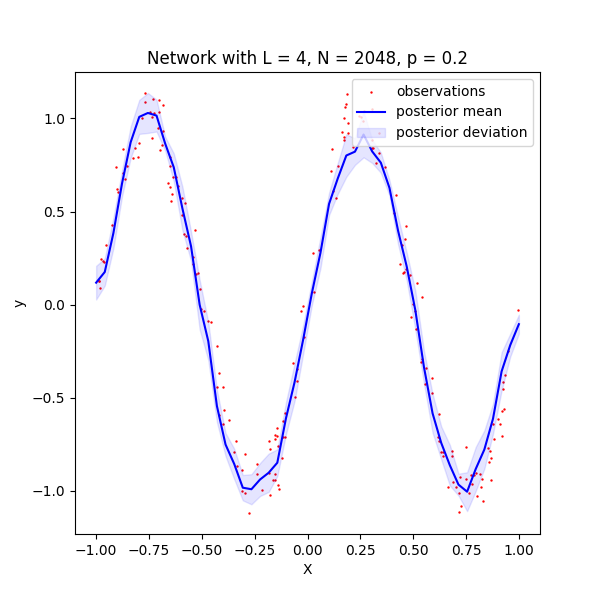 Network with L = 4, N = 2048, p = 0.2
observations
posterior mean
posterior deviation
1.0
0.5
0.0
−0.5
−1.0
y
−1.00 −0.75 −0.50 −0.25 0.00 0.25 0.50 0.75 1.00
X